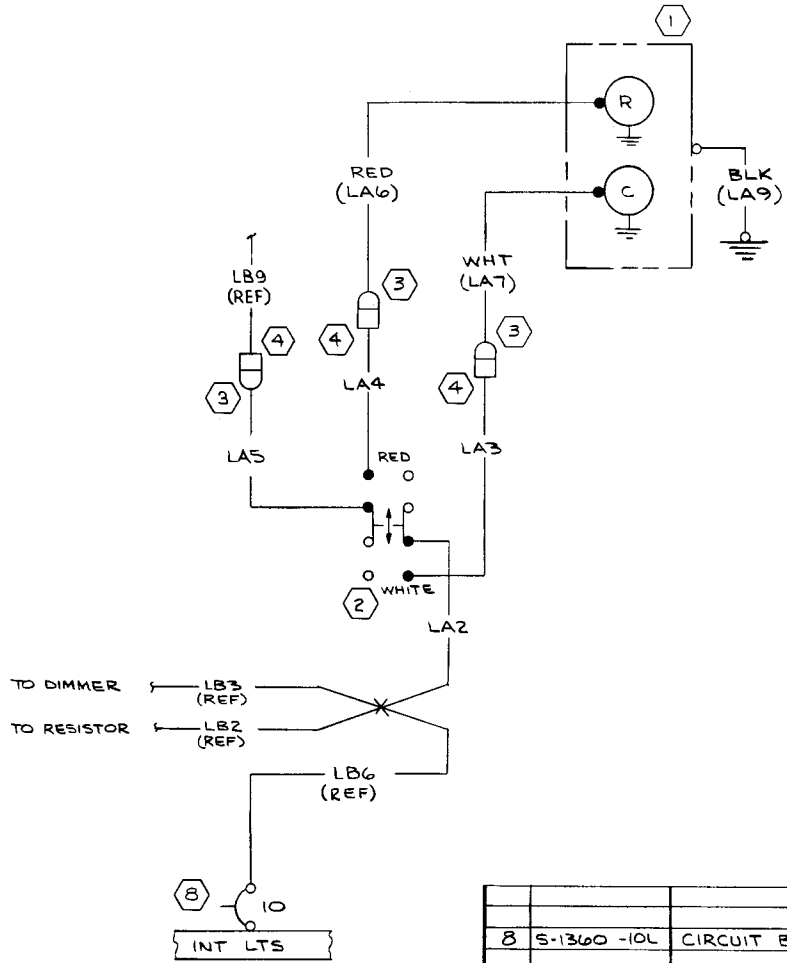 1
R
C
RED
(LA6)
BLK
(LA9)
WHT
(LA7)
LB9
(REF)
3
4
3
4
3
4
LA4
LA5
LA3
RED
WHITE
2
LA2
TO DIMMER
LB3
(REF)
TO RESISTOR
LB2
(REF)
LB6
(REF)
8
10
INT LTS
8 S-1360 -10L CIRCUIT